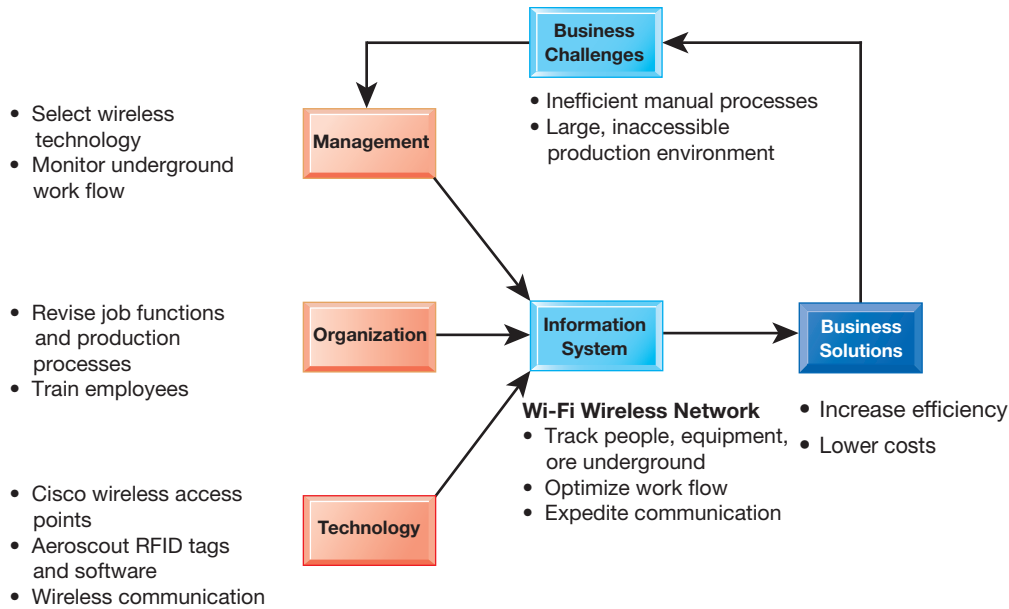 Business
Challenges
• Inefficient manual processes
• Large, inaccessible
production environment
• Select wireless
technology
• Monitor underground
work flow
Management
• Revise job functions
and production
processes
• Train employees
Organization
Information
System
Business
Solutions
Wi-Fi Wireless Network
• Track people, equipment,
ore underground
• Optimize work flow
• Expedite communication
• Increase efficiency
• Lower costs
• Cisco wireless access
points
• Aeroscout RFID tags
and software
• Wireless communication
Technology